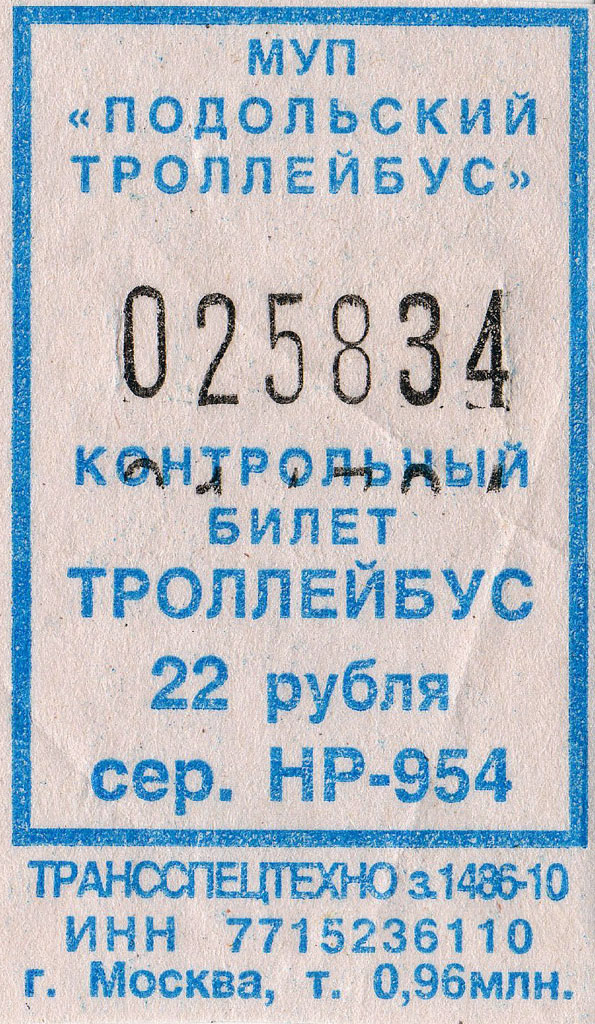 МУП
«ПОДОЛЬСКИЙ
ТРОЛЛЕЙБУС»
025834
КОНТРОЛЬНЫЙ
БИЛЕТ
ТРОЛЛЕЙБУС
22 рубля
сер. НР-954
ТРАНССПЕЦТЕХНО з.1486-10
ИНН 7715236110
г. Москва, т. 0,96млн.